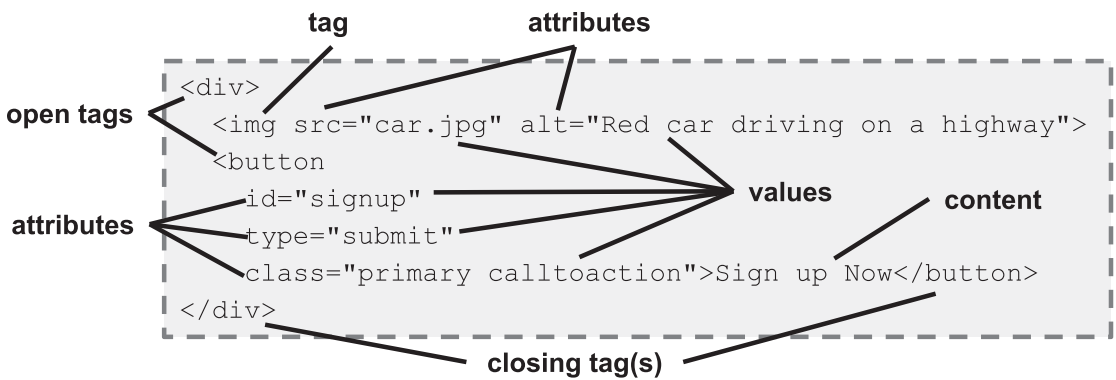 tag
attributes
<div>
open tags
<img src="car.jpg" alt="Red car driving on a highway">
<button
id="signup"
values
content
attributes
type="submit"
class="primary calltoaction">Sign up Now</button>
</div>
closing tag(s)